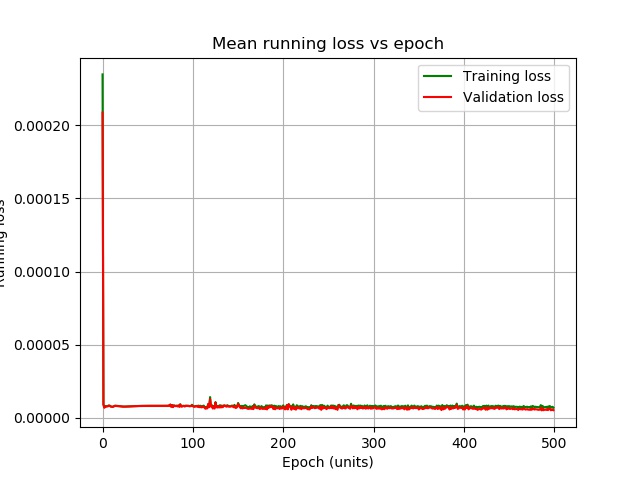 Mean running loss vs epoch
Training loss
Validation loss
0.00020
0.00015
0.00010
0.00005
0.00000
Running loss
0
100
200
300
400
500
Epoch (units)